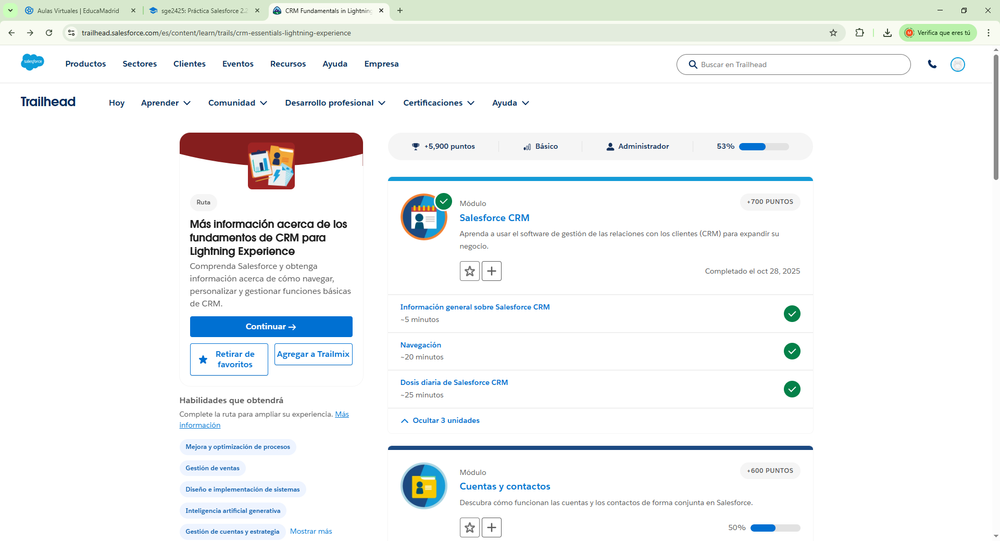 Aulas Virtuales | EducaMadrid
sge2425: Práctica Salesforce 2.2
CRM Fundamentals in Lightning
trailhead.salesforce.com/es/content/learn/trails/crm-essentials-lightning-experience
M
Verifica que eres tú
salesforce
Productos
Sectores
Clientes
Eventos
Recursos
Ayuda
Empresa
Buscar en Trailhead
Trailhead
Hoy
Aprender
Comunidad
Desarrollo profesional
Certificaciones
Ayuda
Ruta
Más información acerca de los
fundamentos de CRM para
Lightning Experience
Comprenda Salesforce y obtenga
información acerca de cómo navegar,
personalizar y gestionar funciones básicas
de CRM.
Continuar
Retirar de
favoritos
Agregar a Trailmix
Habilidades que obtendrá
Complete la ruta para ampliar su experiencia. Más
información
Mejora y optimización de procesos
Gestión de ventas
Diseño e implementación de sistemas
Inteligencia artificial generativa
Gestión de cuentas y estrategia
Mostrar más
+5,900 puntos
Básico
Administrador
53%
Módulo
+700 PUNTOS
Salesforce CRM
Aprenda a usar el software de gestión de las relaciones con los clientes (CRM) para expandir su
negocio.
Completado el oct 28, 2025
Información general sobre Salesforce CRM
~5 minutos
Navegación
~20 minutos
Dosis diaria de Salesforce CRM
~25 minutos
Ocultar 3 unidades
Módulo
+600 PUNTOS
Cuentas y contactos
Descubra cómo funcionan las cuentas y los contactos de forma conjunta en Salesforce.
50%